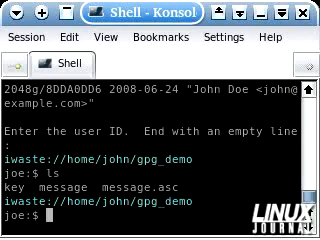 Shell - Konsol
Session Edit View Bookmarks Settings Help
Shell
2048g/8DDA0DD6 2008-06-24 "John Doe <john@
example.com>"
Enter the user ID.  End with an empty line
:
iwaste://home/john/gpg_demo
joe:$ ls
key  message  message.asc
iwaste://home/john/gpg_demo
joe:$
LINUX
JOURNAL